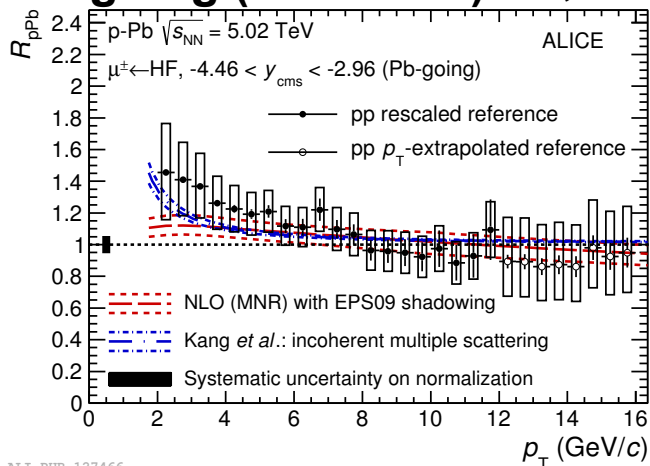 R_pPb
2.4
2.2
2
1.8
1.6
1.4
1.2
1
0.8
0.6
0.4
0.2
0
p-Pb √s_NN = 5.02 TeV
ALICE
μ±←HF, -4.46 < y_cms < -2.96 (Pb-going)
pp rescaled reference
pp p_T-extrapolated reference
NLO (MNR) with EPS09 shadowing
Kang et al.: incoherent multiple scattering
Systematic uncertainty on normalization
0 2 4 6 8 10 12 14 16
p_T (GeV/c)